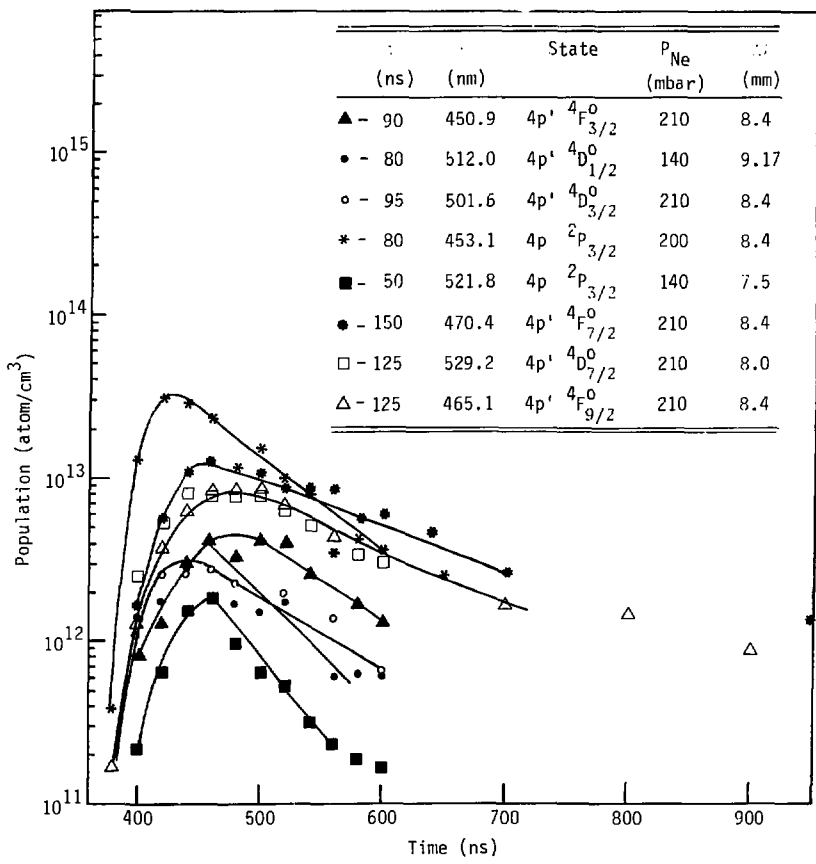 State P_Ne
(ns) (nm) (mbar) (mm)
▲ - 90 450.9 4p' ⁴F°₃/₂ 210 8.4
• - 80 512.0 4p' ⁴D°₁/₂ 140 9.17
○ - 95 501.6 4p' ⁴D°₃/₂ 210 8.4
* - 80 453.1 4p ²P₃/₂ 200 8.4
■ - 50 521.8 4p ²P₃/₂ 140 7.5
● - 150 470.4 4p' ⁴F°₇/₂ 210 8.4
□ - 125 529.2 4p' ⁴D°₇/₂ 210 8.0
△ - 125 465.1 4p' ⁴F°₉/₂ 210 8.4
10¹⁵
10¹⁴
10¹³
10¹²
10¹¹
Population (atom/cm³)
400 500 600 700 800 900
Time (ns)